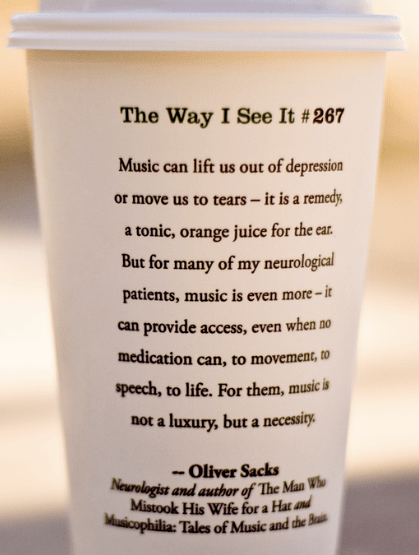 The Way I See It #267
Music can lift us out of depression
or move us to tears – it is a remedy,
a tonic, orange juice for the ear.
But for many of my neurological
patients, music is even more – it
can provide access, even when no
medication can, to movement, to
speech, to life. For them, music is
not a luxury, but a necessity.
-- Oliver Sacks
Neurologist and author of The Man Who
Mistook His Wife for a Hat and
Musicophilia: Tales of Music and the Brain.